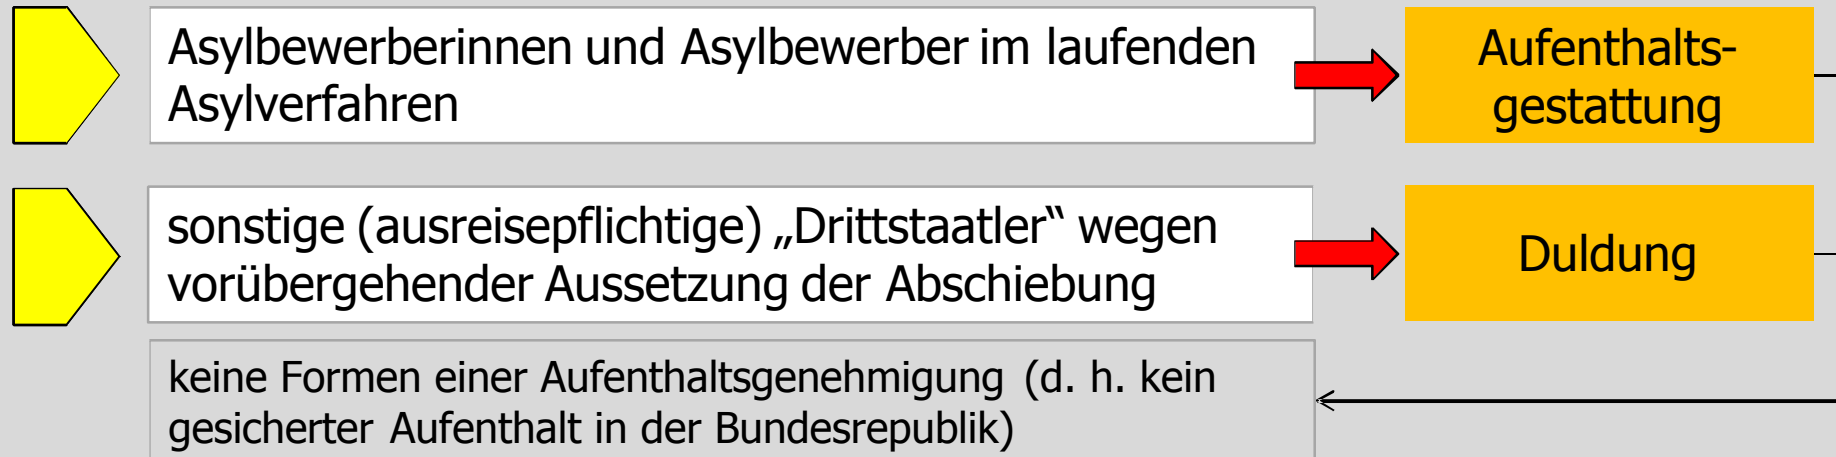 Asylbewerberinnen und Asylbewerber im laufenden
Asylverfahren
Aufenthalts-
gestattung
sonstige (ausreisepflichtige) „Drittstaatler“ wegen
vorübergehender Aussetzung der Abschiebung
Duldung
keine Formen einer Aufenthaltsgenehmigung (d. h. kein
gesicherter Aufenthalt in der Bundesrepublik)